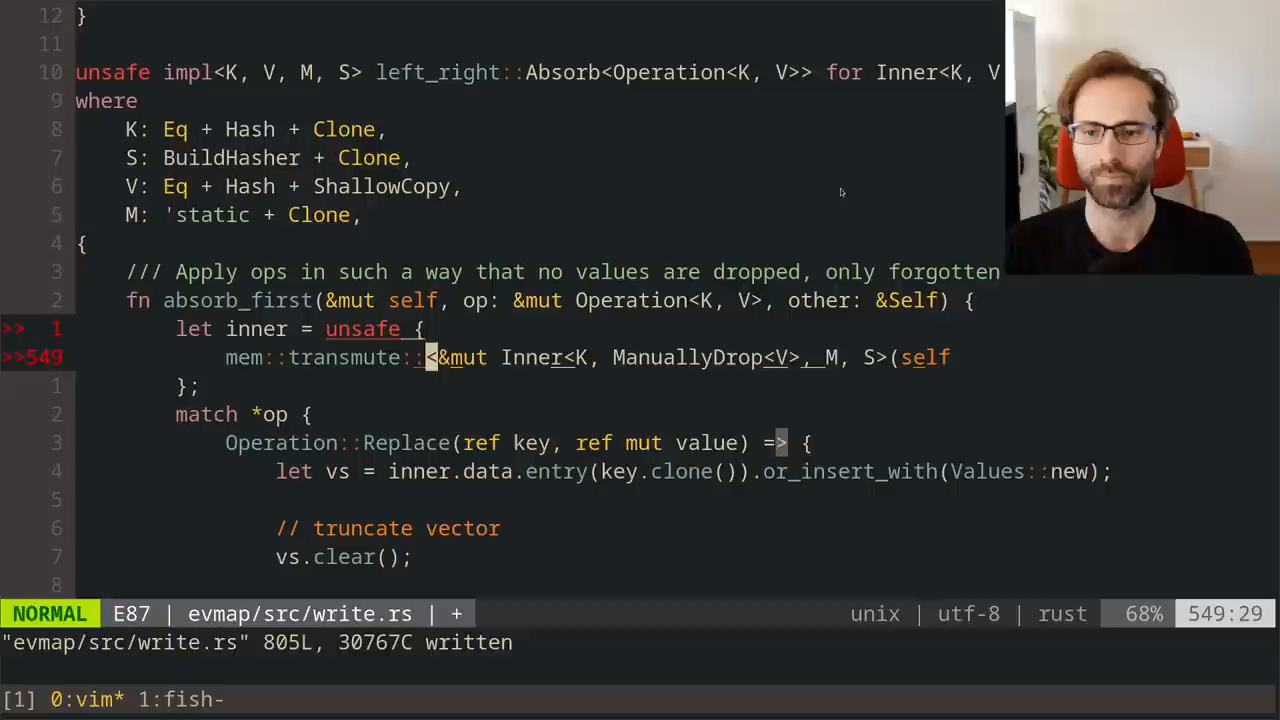 12 }
11
10 unsafe impl<K, V, M, S> left_right::Absorb<Operation<K, V>> for Inner<K, V
9 where
8     K: Eq + Hash + Clone,
7     S: BuildHasher + Clone,
6     V: Eq + Hash + ShallowCopy,
5     M: 'static + Clone,
4 {
3     /// Apply ops in such a way that no values are dropped, only forgotten
2     fn absorb_first(&mut self, op: &mut Operation<K, V>, other: &Self) {
>> 1         let inner = unsafe {
>>549             mem::transmute::<&mut Inner<K, ManuallyDrop<V>, M, S>(self
1         };
2         match *op {
3             Operation::Replace(ref key, ref mut value) => {
4                 let vs = inner.data.entry(key.clone()).or_insert_with(Values::new);
5
6                 // truncate vector
7                 vs.clear();
8
NORMAL E87 | evmap/src/write.rs | + unix | utf-8 | rust 68% 549:29
"evmap/src/write.rs" 805L, 30767C written
[1] 0:vim* 1:fish-